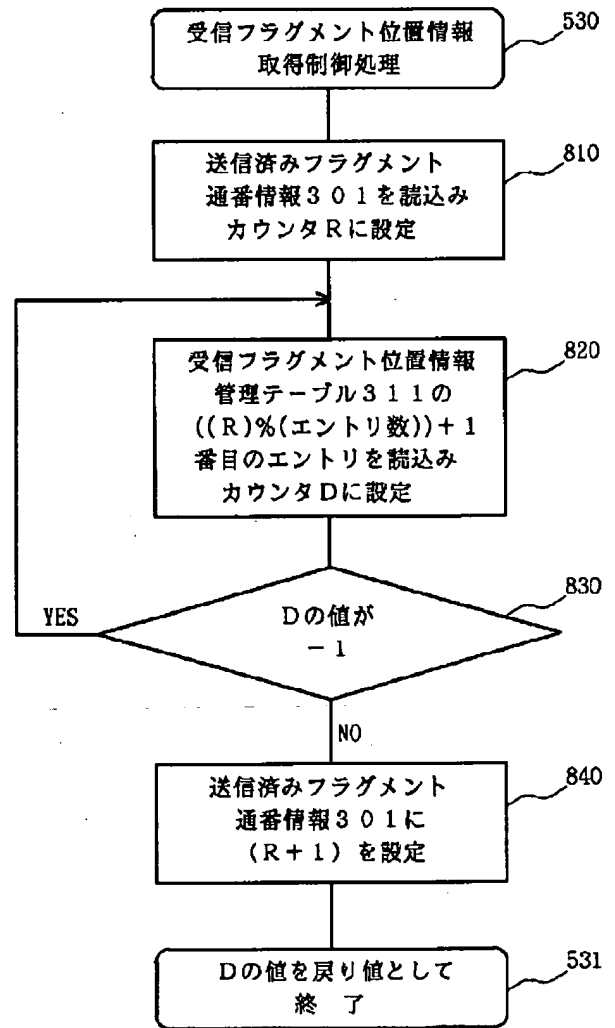 受信フラグメント位置情報
取得制御処理
530
送信済みフラグメント
通番情報301を読込み
カウンタRに設定
810
受信フラグメント位置情報
管理テーブル311の
((R)%(エントリ数))+1
番目のエントリを読込み
カウンタDに設定
820
Dの値が
-1
830
YES
NO
送信済みフラグメント
通番情報301に
(R+1)を設定
840
Dの値を戻り値として
終 了
531